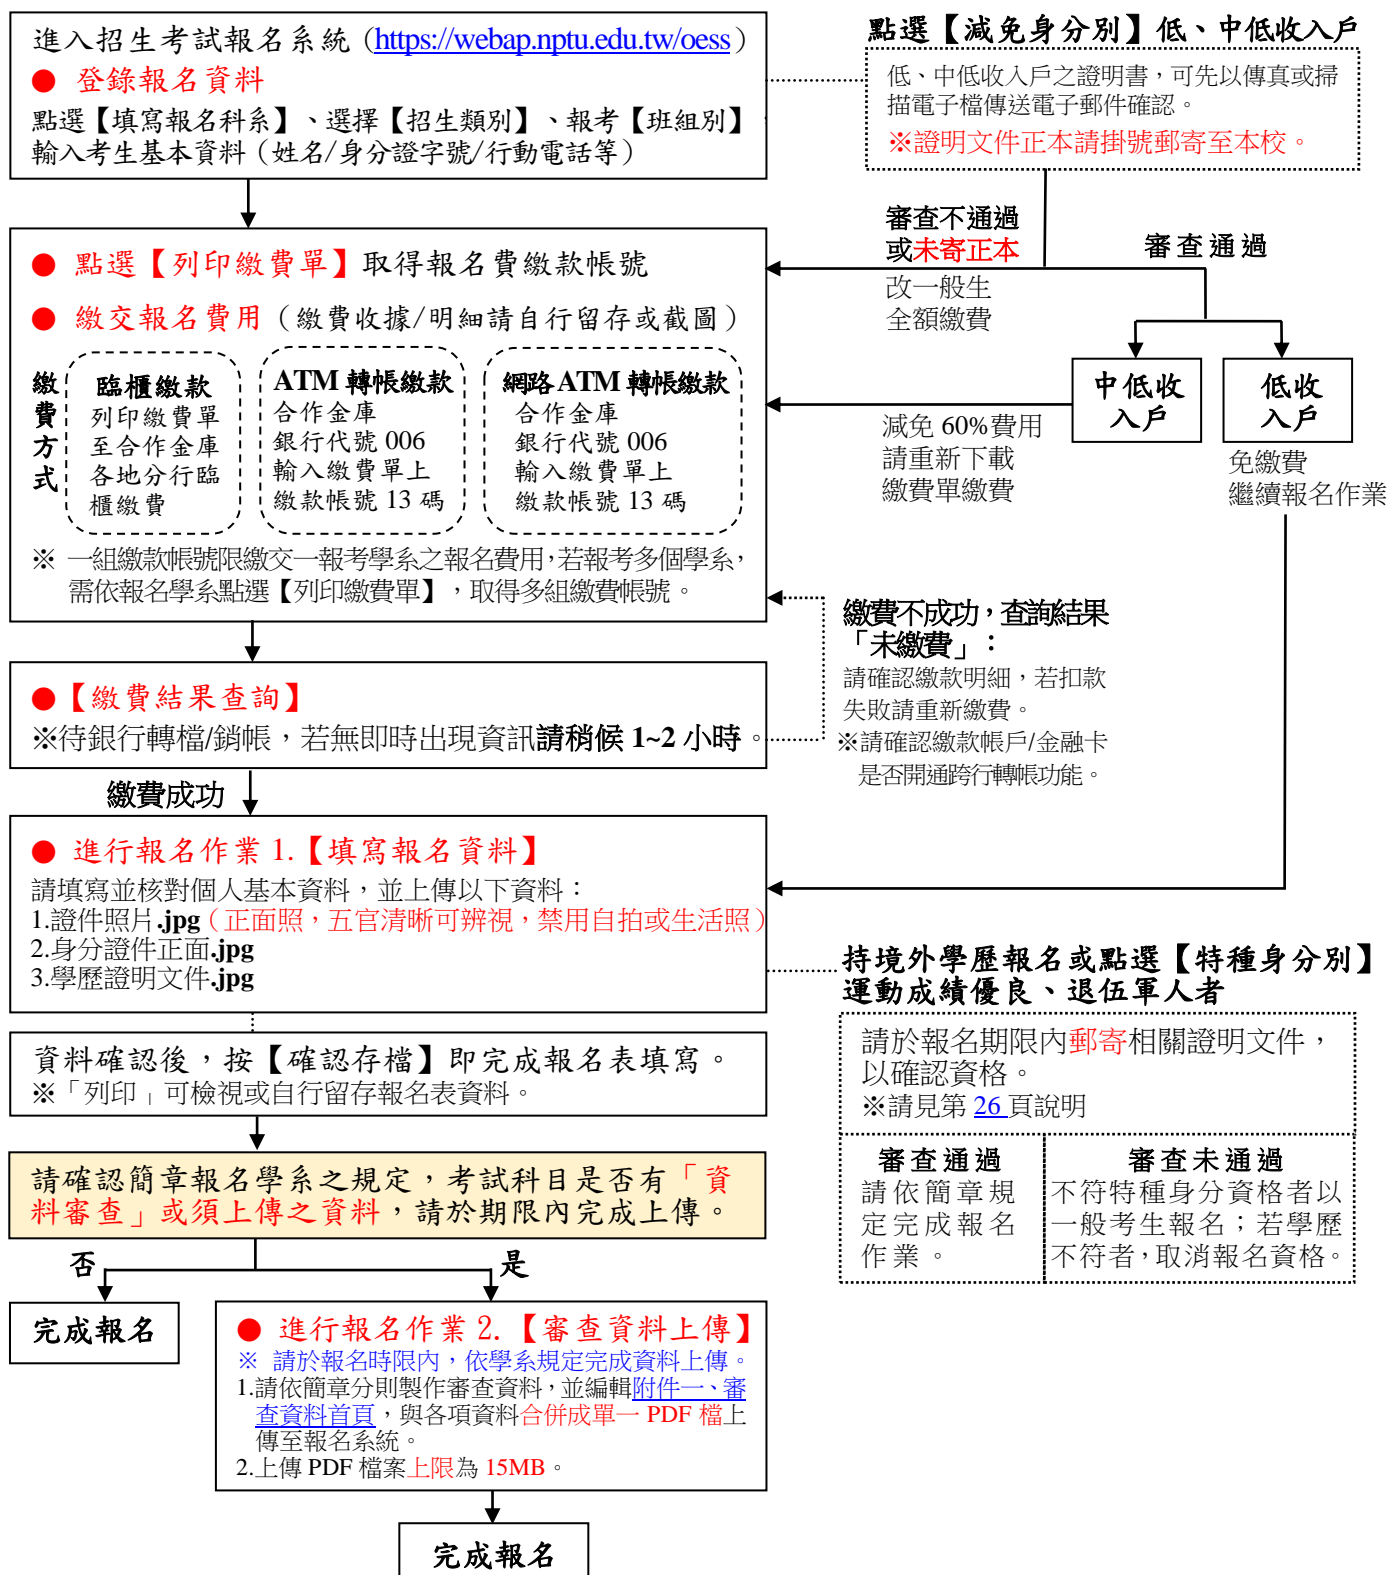 進入招生考試報名系統（https://webap.nptu.edu.tw/oess）
● 登錄報名資料
點選【填寫報名科系】、選擇【招生類別】、報考【班組別】，
輸入考生基本資料（姓名/身分證字號/行動電話等）
點選【減免身分別】低、中低收入戶
低、中低收入戶之證明書，可先以傳真或掃
描電子檔傳送電子郵件確認。
※證明文件正本請掛號郵寄至本校。
審查不通過
或未寄正本
改一般生
全額繳費
審查通過
● 點選【列印繳費單】取得報名費繳款帳號
● 繳交報名費用（繳費收據/明細請自行留存或截圖）
繳
費
方
式
臨櫃繳款
列印繳費單
至合作金庫
各地分行臨
櫃繳費
ATM 轉帳繳款
合作金庫
銀行代號 006
輸入繳費單上
繳款帳號 13 碼
網路 ATM 轉帳繳款
合作金庫
銀行代號 006
輸入繳費單上
繳款帳號 13 碼
※ 一組繳款帳號限繳交一報考學系之報名費用，若報考多個學系，
需依報名學系點選【列印繳費單】，取得多組繳費帳號。
中低收
入戶
低收
入戶
減免 60%費用
請重新下載
繳費單繳費
免繳費
繼續報名作業
●【繳費結果查詢】
※待銀行轉檔/銷帳，若無即時出現資訊請稍候 1~2 小時。
繳費不成功，查詢結果
「未繳費」：
請確認繳款明細，若扣款
失敗請重新繳費。
※請確認繳款帳戶/金融卡
是否開通跨行轉帳功能。
繳費成功
● 進行報名作業 1.【填寫報名資料】
請填寫並核對個人基本資料，並上傳以下資料：
1.證件照片.jpg（正面照，五官清晰可辨視，禁用自拍或生活照）
2.身分證件正面.jpg
3.學歷證明文件.jpg
持境外學歷報名或點選【特種身分別】
運動成績優良、退伍軍人者
請於報名期限內郵寄相關證明文件，
以確認資格。
※請見第 26 頁說明
審查通過
請依簡章規
定完成報名
作業。
審查未通過
不符特種身分資格者以
一般考生報名；若學歷
不符者，取消報名資格。
資料確認後，按【確認存檔】即完成報名表填寫。
※「列印」可檢視或自行留存報名表資料。
請確認簡章報名學系之規定，考試科目是否有「資
料審查」或須上傳之資料，請於期限內完成上傳。
否
是
完成報名
● 進行報名作業 2.【審查資料上傳】
※ 請於報名時限內，依學系規定完成資料上傳。
1.請依簡章分則製作審查資料，並編輯附件一、審
查資料首頁，與各項資料合併成單一 PDF 檔上
傳至報名系統。
2.上傳 PDF 檔案上限為 15MB。
完成報名